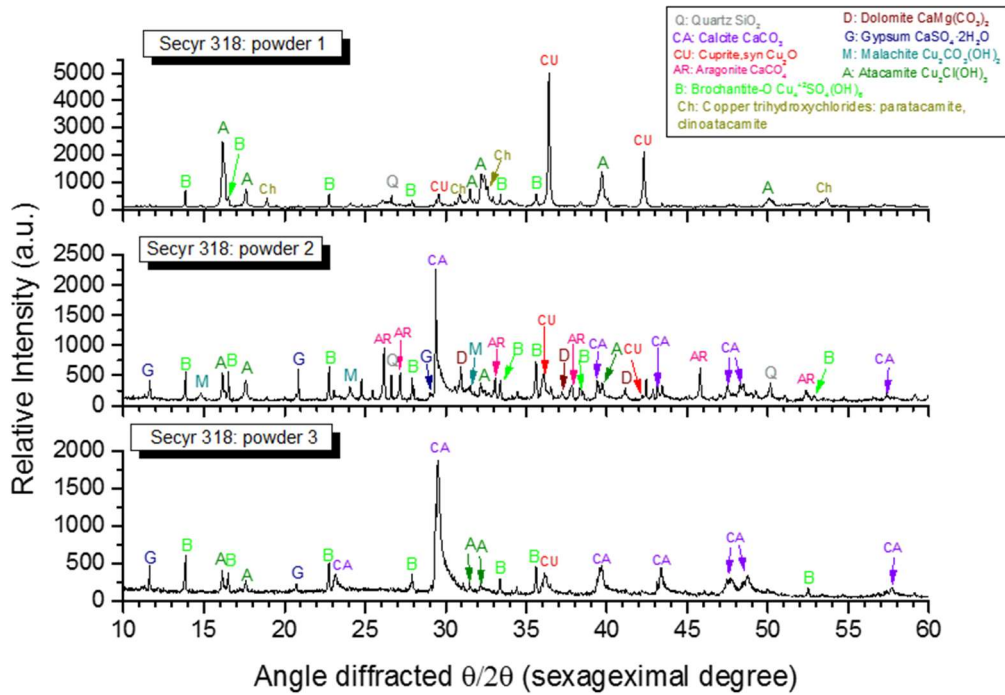 Q: Quartz SiO₂
CA: Calcite CaCO₃
CU: Cuprite,syn Cu₂O
AR: Aragonite CaCO₄
B: Brochantite-O Cu₄⁺²SO₄(OH)₆
Ch: Copper trihydroxychlorides: paratacamite,
clinoatacamite
D: Dolomite CaMg(CO₃)₂
G: Gypsum CaSO₄·2H₂O
M: Malachite Cu₂CO₃(OH)₂
A: Atacamite Cu₂Cl(OH)₃
Secyr 318: powder 1
5000
4000
3000
2000
1000
0
B A B A Ch B Q B CU Ch A A Ch B B CU A CU A Ch
Secyr 318: powder 2
2500
2000
1500
1000
500
0
G B M A B A G B M AR Q AR B G CA D M A AR B B CU D AR B CA A D CU CA AR CA Q AR B CA
Secyr 318: powder 3
2000
1500
1000
500
0
G B A B A G B CA B CA A A B B CU CA CA CA B CA
10 15 20 25 30 35 40 45 50 55 60
Relative Intensity (a.u.)
Angle diffracted θ/2θ (sexageximal degree)